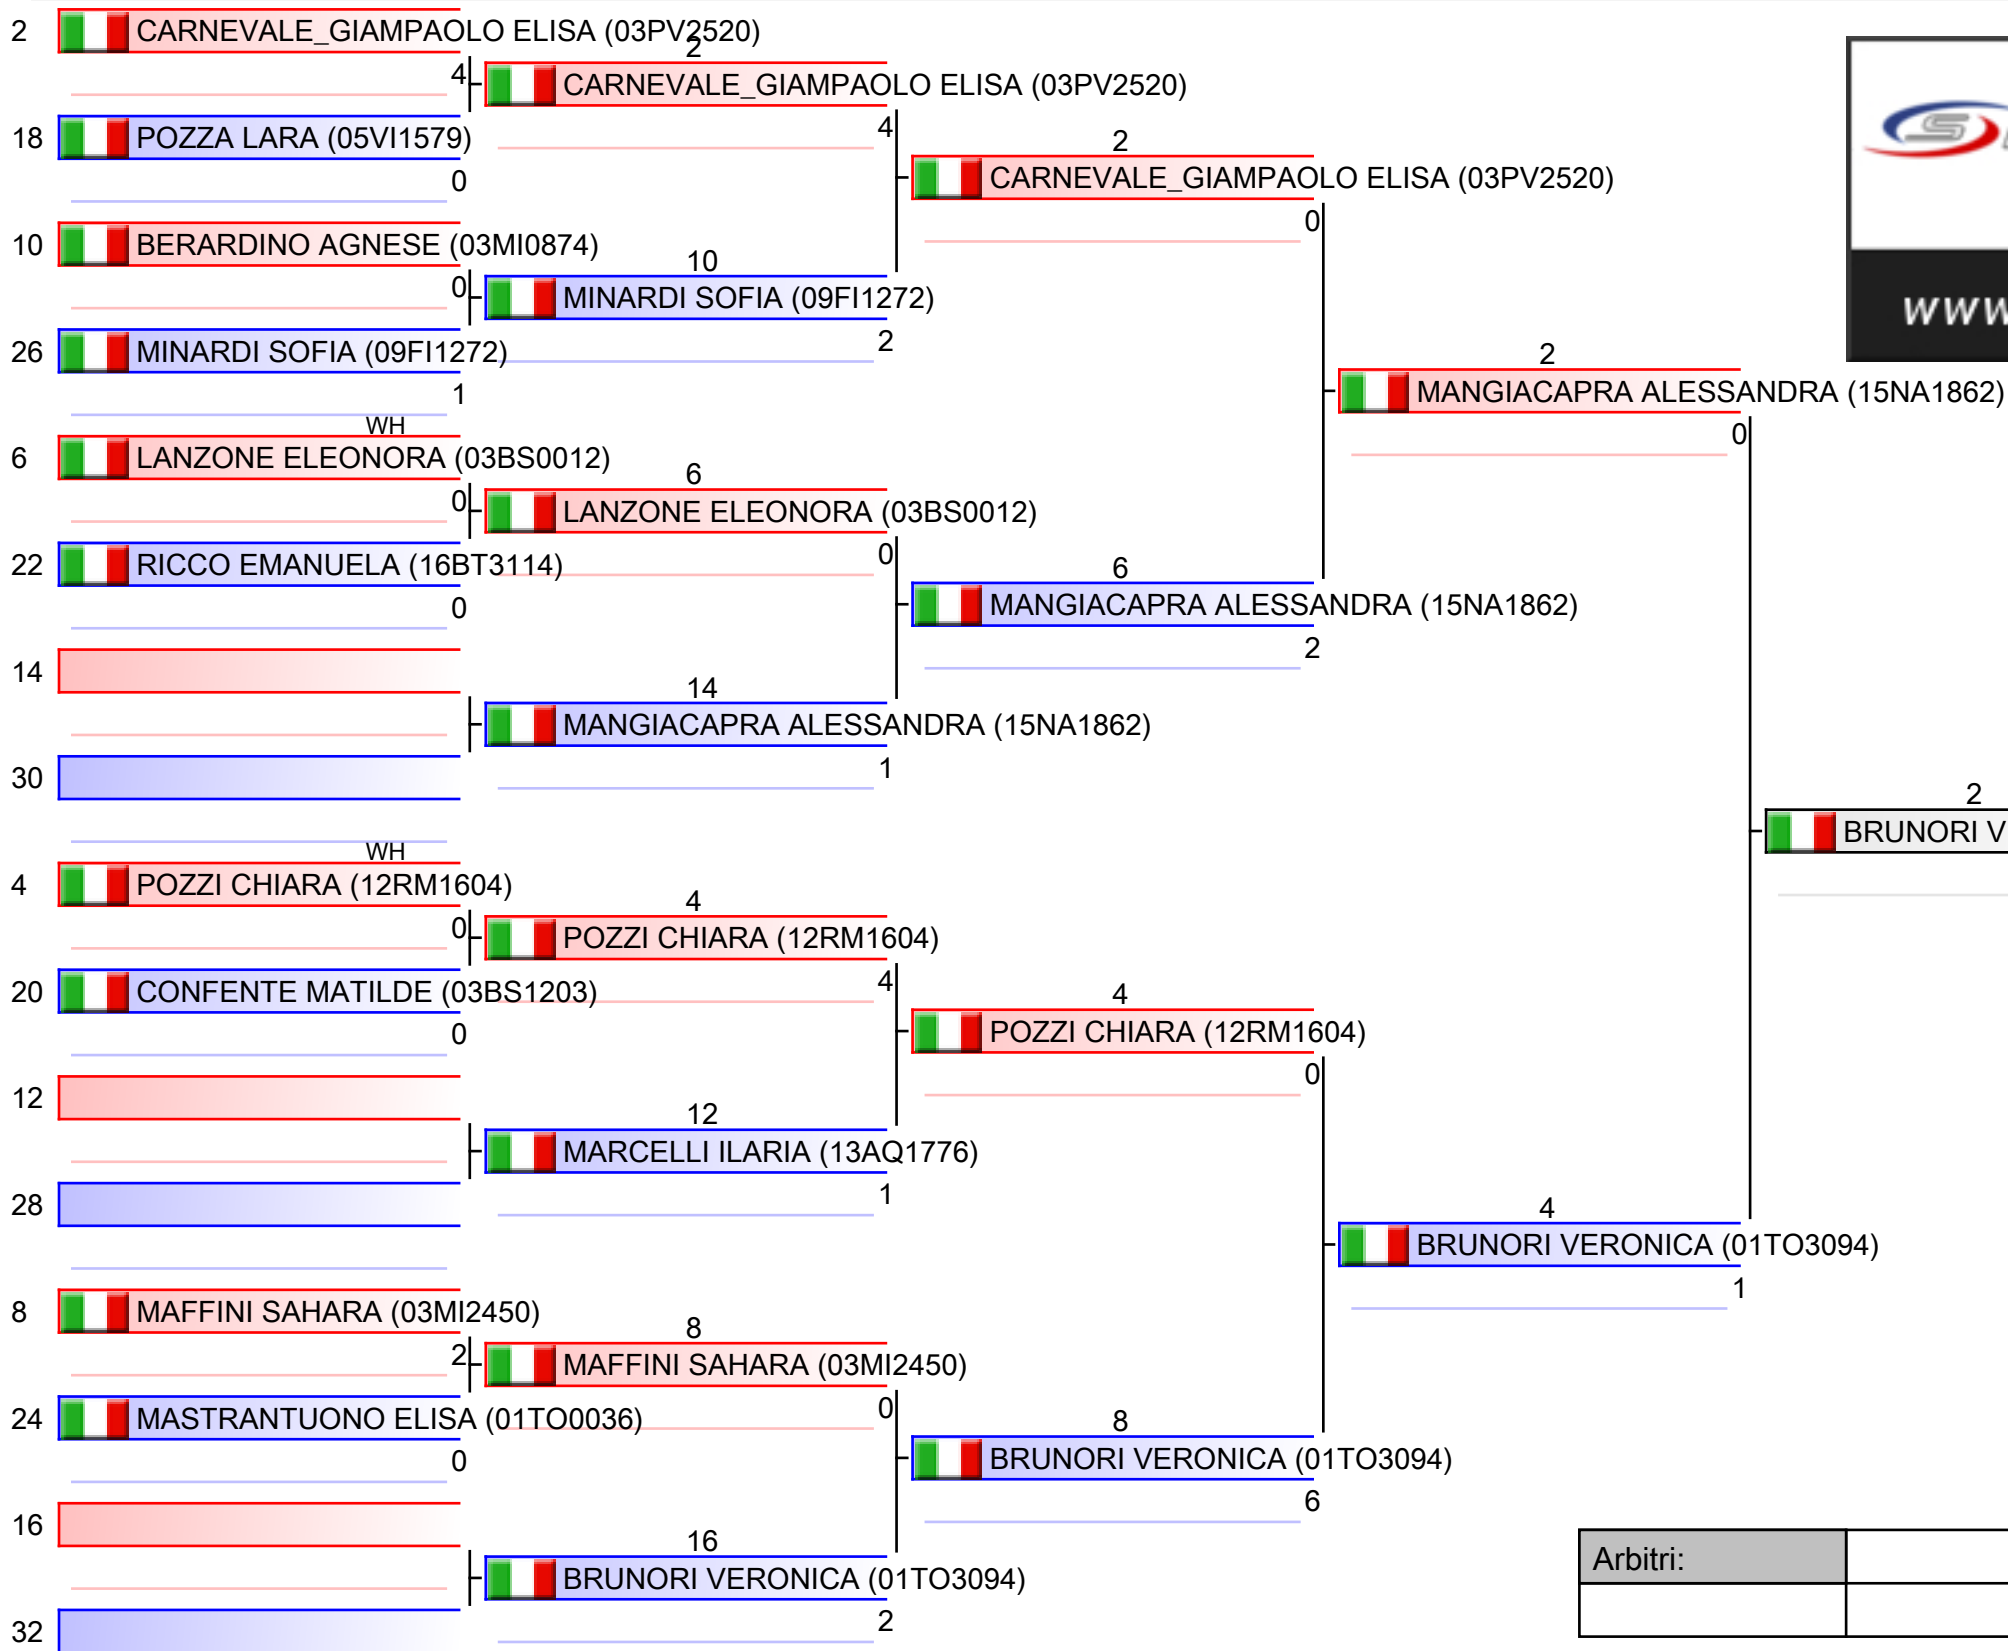 2 CARNEVALE_GIAMPAOLO ELISA (03PV2520)
4
18 POZZA LARA (05VI1579)
0
10 BERARDINO AGNESE (03MI0874)
0
26 MINARDI SOFIA (09FI1272)
1
WH
6 LANZONE ELEONORA (03BS0012)
0
22 RICCO EMANUELA (16BT3114)
0
14
30
WH
4 POZZI CHIARA (12RM1604)
0
20 CONFENTE MATILDE (03BS1203)
0
12
28
8 MAFFINI SAHARA (03MI2450)
2
24 MASTRANTUONO ELISA (01TO0036)
0
16
32
2
CARNEVALE_GIAMPAOLO ELISA (03PV2520)
4
10
MINARDI SOFIA (09FI1272)
2
6
LANZONE ELEONORA (03BS0012)
0
14
MANGIACAPRA ALESSANDRA (15NA1862)
1
4
POZZI CHIARA (12RM1604)
4
12
MARCELLI ILARIA (13AQ1776)
1
8
MAFFINI SAHARA (03MI2450)
0
16
BRUNORI VERONICA (01TO3094)
2
2
CARNEVALE_GIAMPAOLO ELISA (03PV2520)
0
6
MANGIACAPRA ALESSANDRA (15NA1862)
2
4
POZZI CHIARA (12RM1604)
0
8
BRUNORI VERONICA (01TO3094)
6
2
MANGIACAPRA ALESSANDRA (15NA1862)
0
4
BRUNORI VERONICA (01TO3094)
1
2
BRUNORI V
S
www
Arbitri: